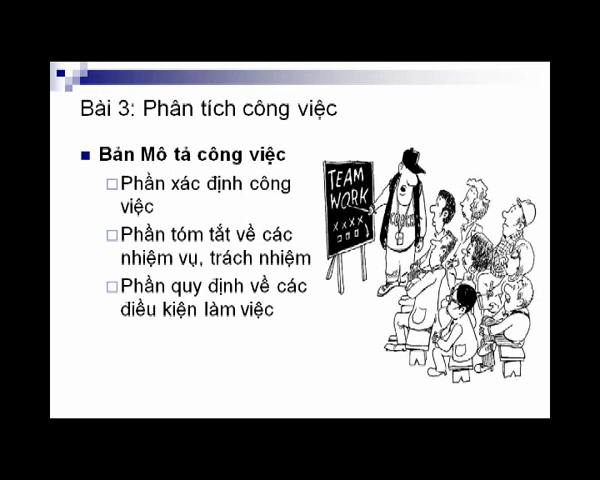 Bài 3: Phân tích công việc
Bản Mô tả công việc
Phần xác định công
việc
Phần tóm tắt về các
nhiệm vụ, trách nhiệm
Phần quy định về các
điều kiện làm việc
TEAM
WORK
XXXX